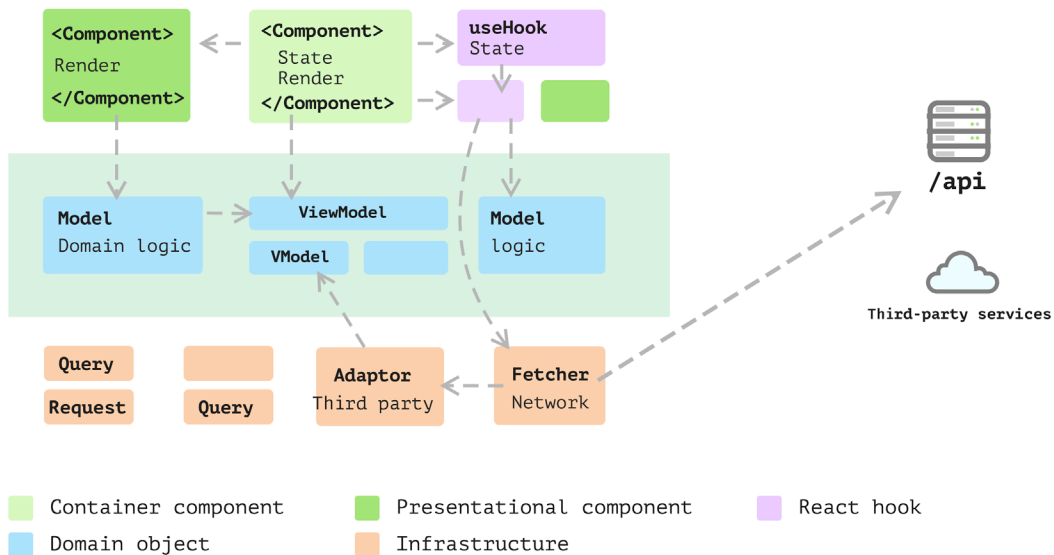 <Component>
Render
</Component>
<Component>
State
Render
</Component>
useHook
State
/api
Model
Domain logic
ViewModel
VModel
Model
logic
Third-party services
Query
Request
Query
Adaptor
Third party
Fetcher
Network
Container component
Presentational component
React hook
Domain object
Infrastructure